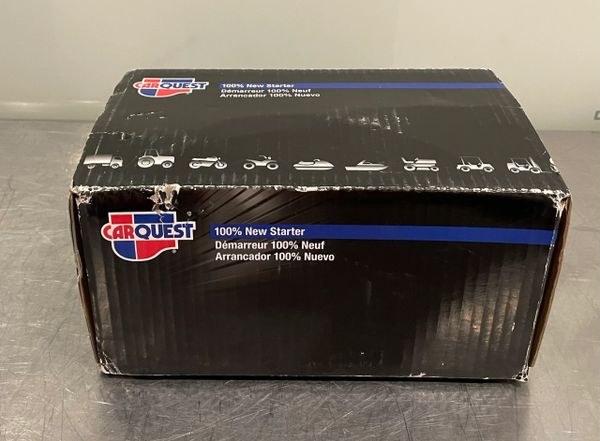 CARQUEST
100% New Starter
Démarreur 100% Neuf
Arrancador 100% Nuevo
CARQUEST
100% New Starter
Démarreur 100% Neuf
Arrancador 100% Nuevo